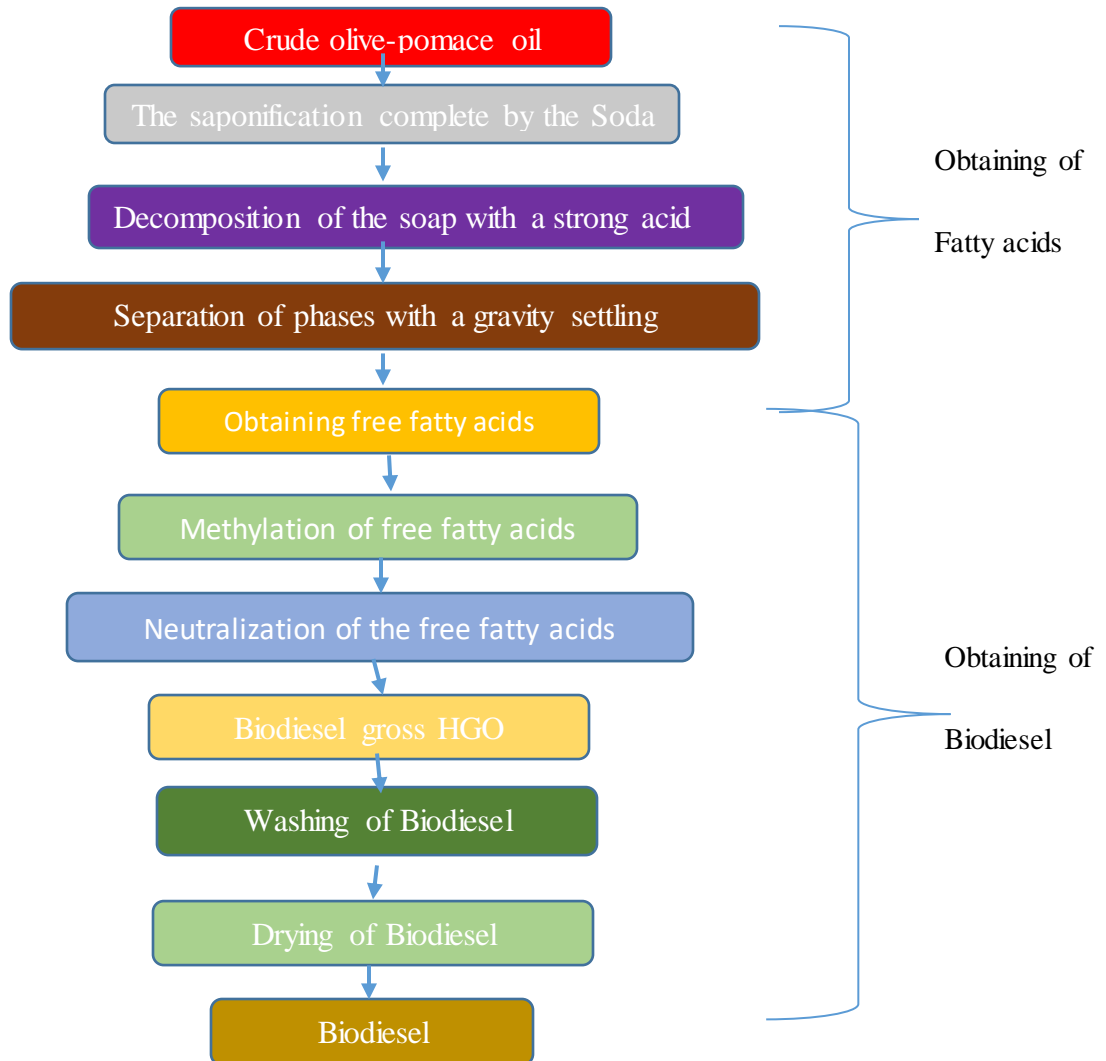 Crude olive-pomace oil
The saponification complete by the Soda
Decomposition of the soap with a strong acid
Separation of phases with a gravity settling
Obtaining free fatty acids
Methylation of free fatty acids
Neutralization of the free fatty acids
Biodiesel gross HGO
Washing of Biodiesel
Drying of Biodiesel
Biodiesel
Obtaining of
Fatty acids
Obtaining of
Biodiesel